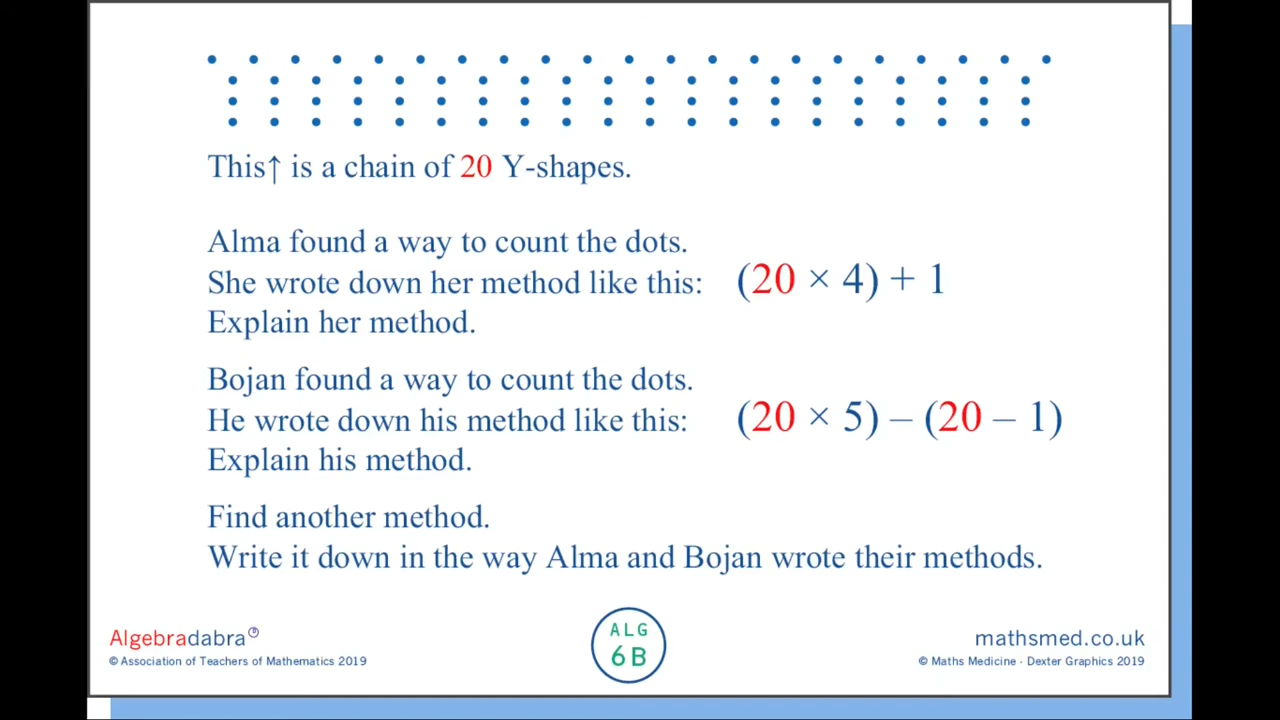 This↑ is a chain of 20 Y-shapes.
Alma found a way to count the dots.
She wrote down her method like this: (20 × 4) + 1
Explain her method.
Bojan found a way to count the dots.
He wrote down his method like this: (20 × 5) – (20 – 1)
Explain his method.
Find another method.
Write it down in the way Alma and Bojan wrote their methods.
Algebradabra
© Association of Teachers of Mathematics 2019
ALG
6B
mathsmed.co.uk
© Maths Medicine · Dexter Graphics 2019